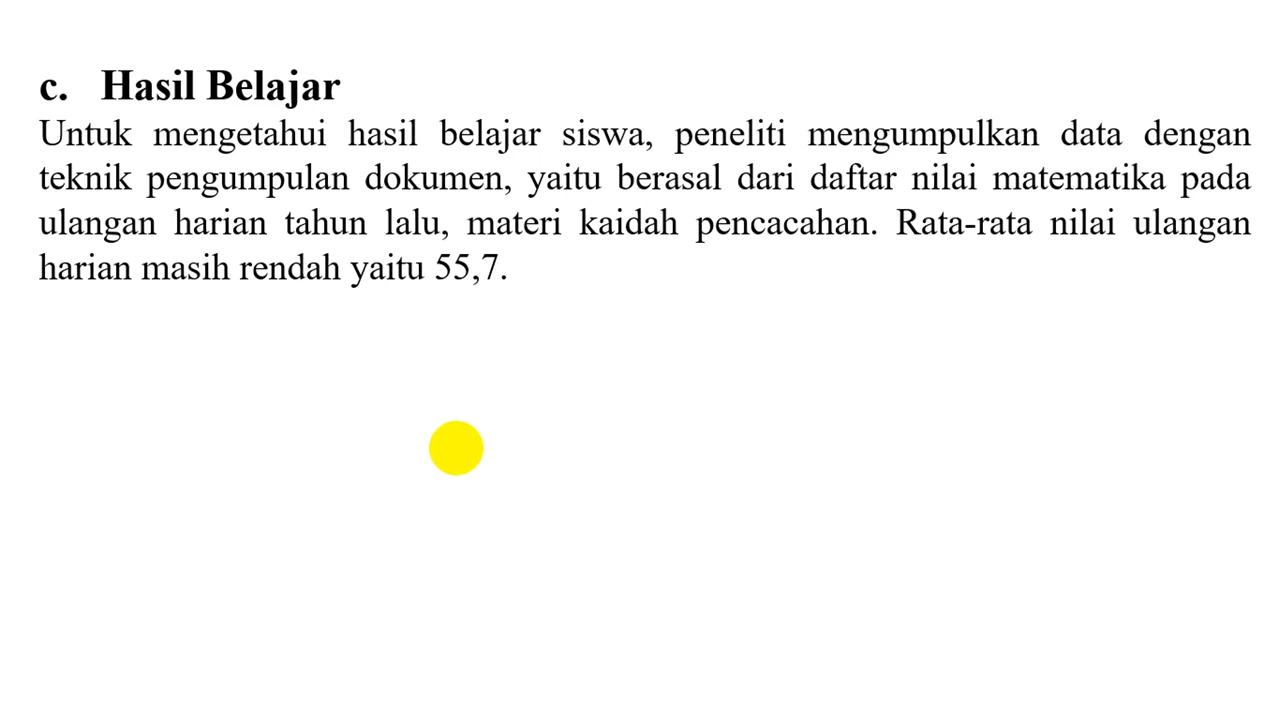 c. Hasil Belajar
Untuk mengetahui hasil belajar siswa, peneliti mengumpulkan data dengan
teknik pengumpulan dokumen, yaitu berasal dari daftar nilai matematika pada
ulangan harian tahun lalu, materi kaidah pencacahan. Rata-rata nilai ulangan
harian masih rendah yaitu 55,7.